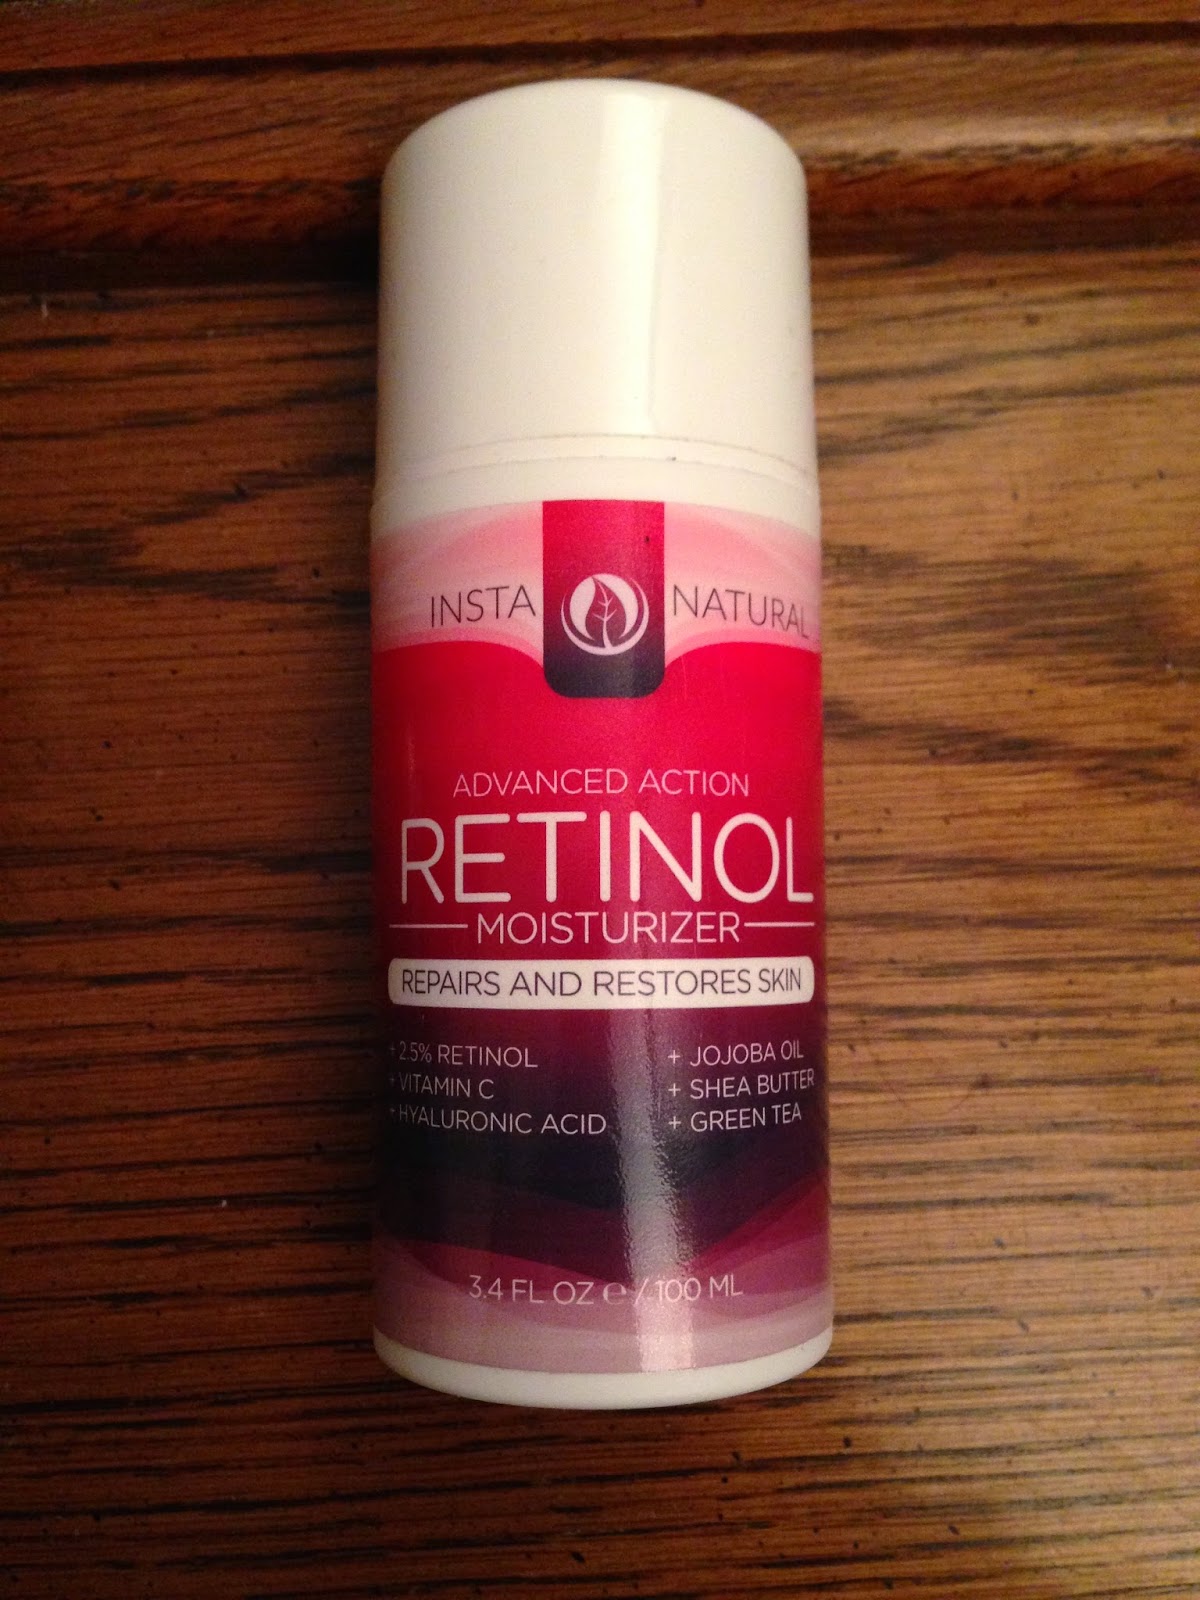 INSTA NATURAL
ADVANCED ACTION
RETINOL
MOISTURIZER
REPAIRS AND RESTORES SKIN
+ 2.5% RETINOL
+ VITAMIN C
+ HYALURONIC ACID
+ JOJOBA OIL
+ SHEA BUTTER
+ GREEN TEA
3.4 FL OZ ℮ / 100 ML